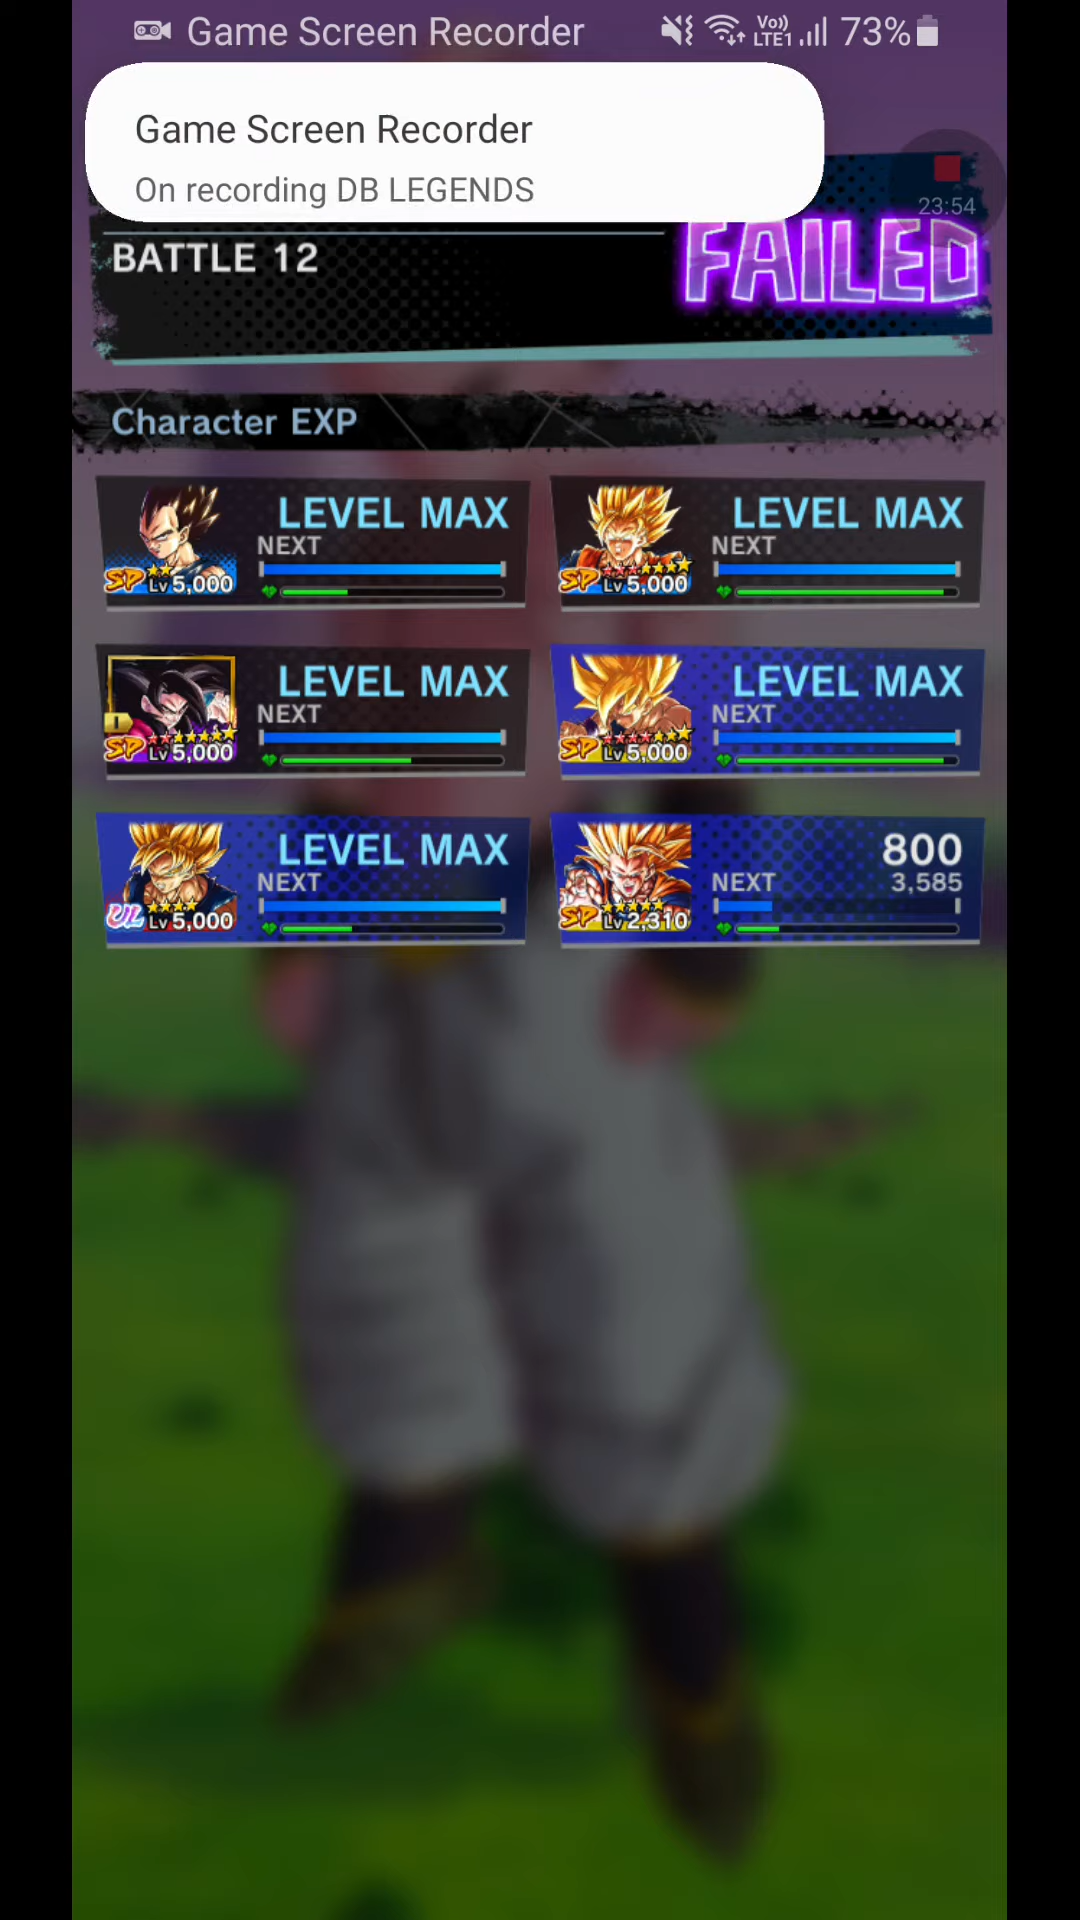 Game Screen Recorder
Vo)) LTE1 73%
Game Screen Recorder
On recording DB LEGENDS
23:54
BATTLE 12
FAILED
Character EXP
LEVEL MAX
NEXT
SP Lv 5,000
LEVEL MAX
NEXT
SP Lv 5,000
LEVEL MAX
NEXT
I
SP Lv 5,000
LEVEL MAX
NEXT
SP Lv 5,000
LEVEL MAX
NEXT
UL Lv 5,000
800
NEXT 3,585
SP Lv 2,310